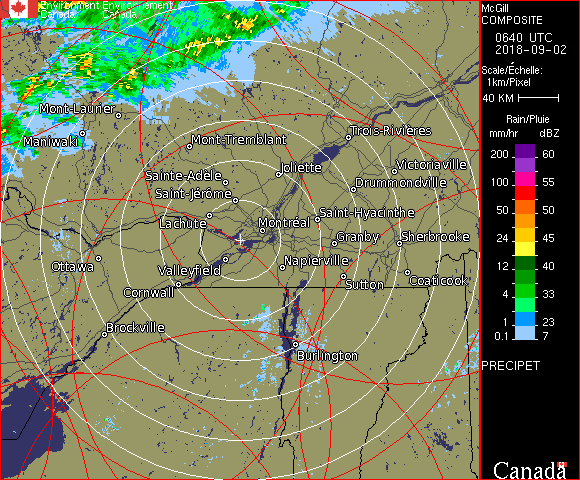 Environment Environnement
Canada Canada
Mont-Laurier
Maniwaki
Mont-Tremblant
Trois-Rivières
Sainte-Adèle
Joliette
Victoriaville
Saint-Jérôme
Drummondville
Lachute
Montréal
Saint-Hyacinthe
Granby
Sherbrooke
Ottawa
Valleyfield
Napierville
Cornwall
Sutton
Coaticook
Brockville
Burlington
McGill
COMPOSITE
0640 UTC
2018-09-02
Scale/Échelle:
1km/Pixel
40 KM
Rain/Pluie
mm/hr dBZ
200 60
100 55
50 50
24 45
12 40
4 33
1 23
0.1 7
PRECIPET
Canada